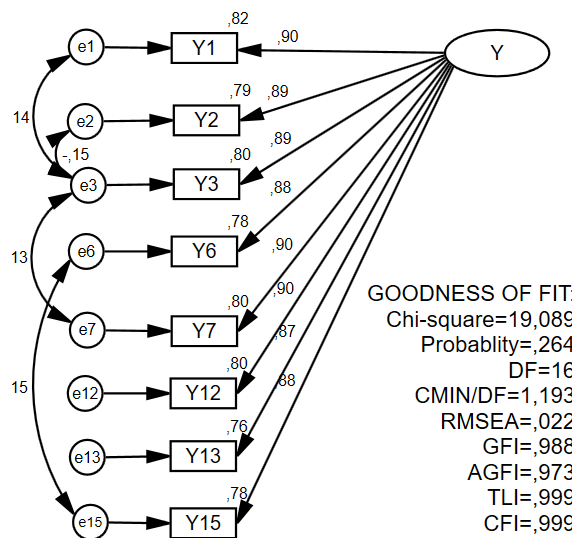 ,82
e1
Y1
,90
Y
,79
,89
14
e2
Y2
-,15
,80
,89
e3
Y3
,88
,78
e6
Y6
,90
13
,80
,90
e7
Y7
,87
,80
15
e12
Y12
,88
,76
e13
Y13
,78
e15
Y15
GOODNESS OF FIT:
Chi-square=19,089
Probablity=,264
DF=16
CMIN/DF=1,193
RMSEA=,022
GFI=,988
AGFI=,973
TLI=,999
CFI=,999